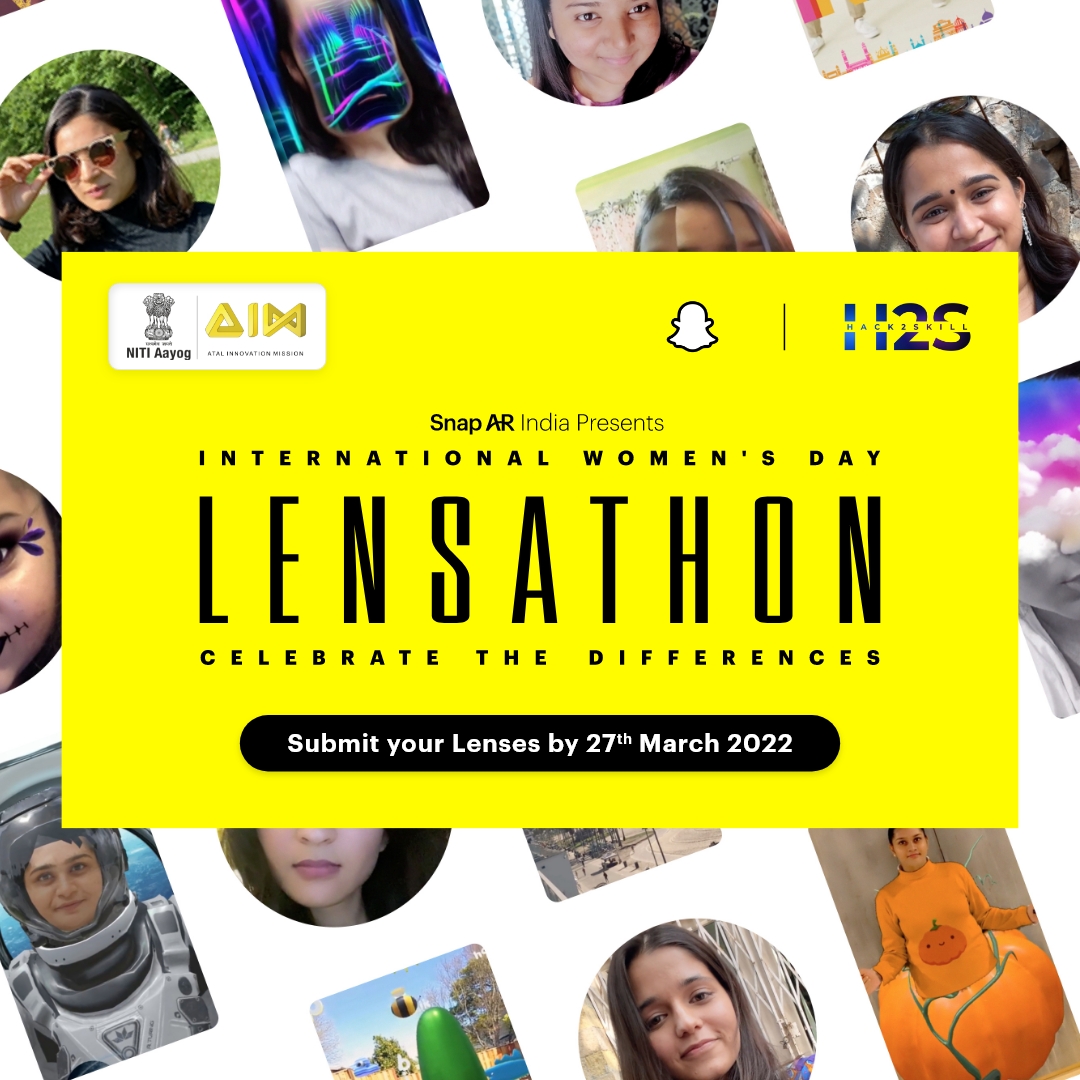 NITI Aayog
ATAL INNOVATION MISSION
AIM
H2S
HACK2SKILL
Snap AR India Presents
INTERNATIONAL WOMEN'S DAY
LENSATHON
CELEBRATE THE DIFFERENCES
Submit your Lenses by 27th March 2022